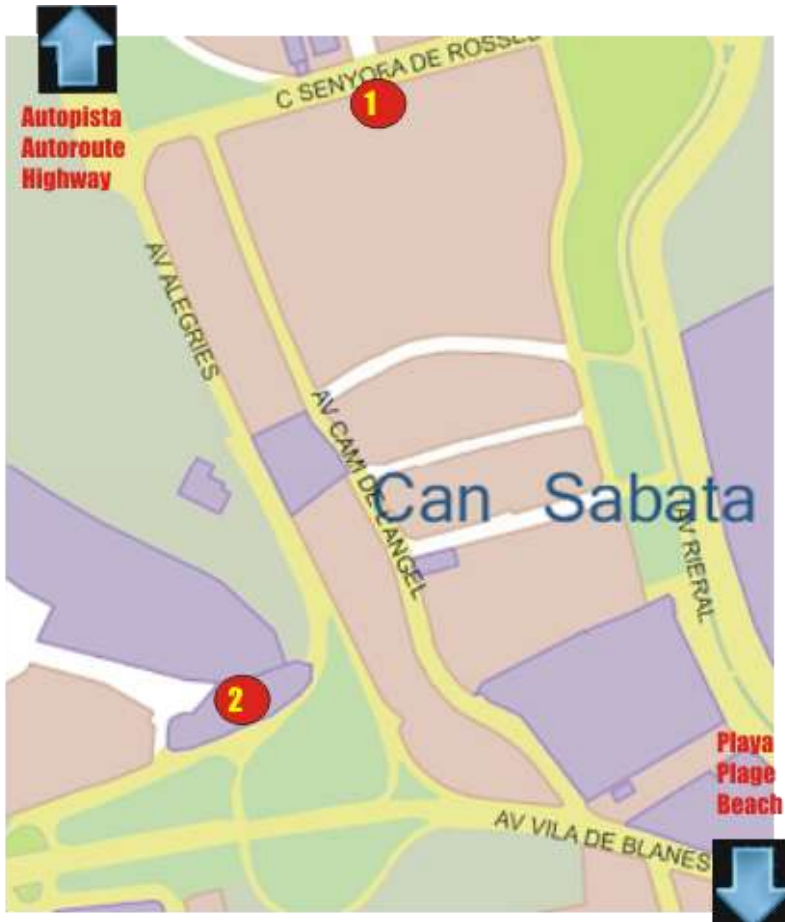 Autopista
Autoroute
Highway
C SENYORA DE ROSSEL
1
AV ALEGRIES
AV CAMI DE L'ANGEL
Can Sabata
AV RIERAL
2
Playa
Plage
Beach
AV VILA DE BLANES